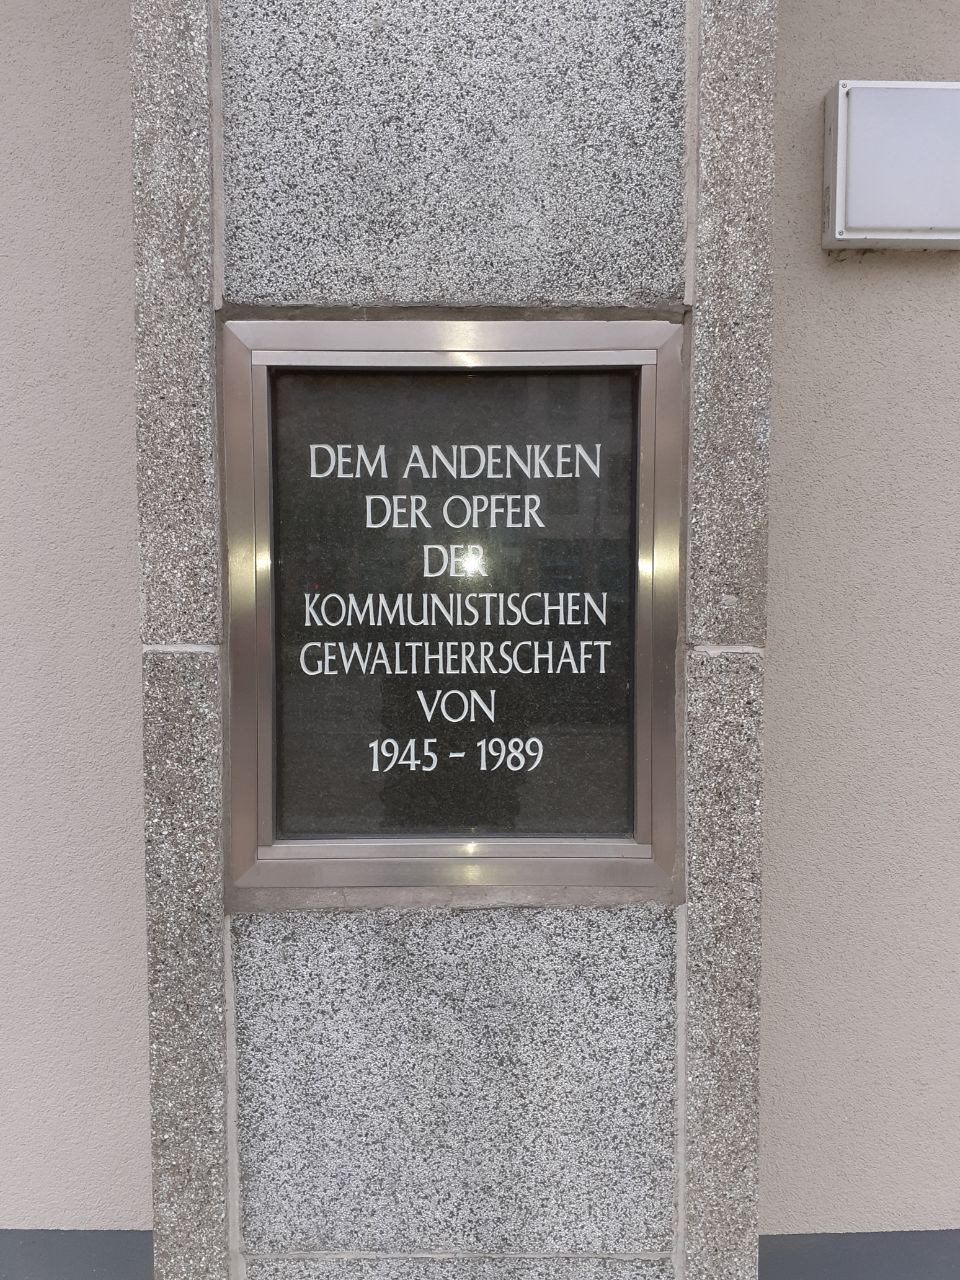 DEM ANDENKEN
DER OPFER
DER
KOMMUNISTISCHEN
GEWALTHERRSCHAFT
VON
1945 – 1989